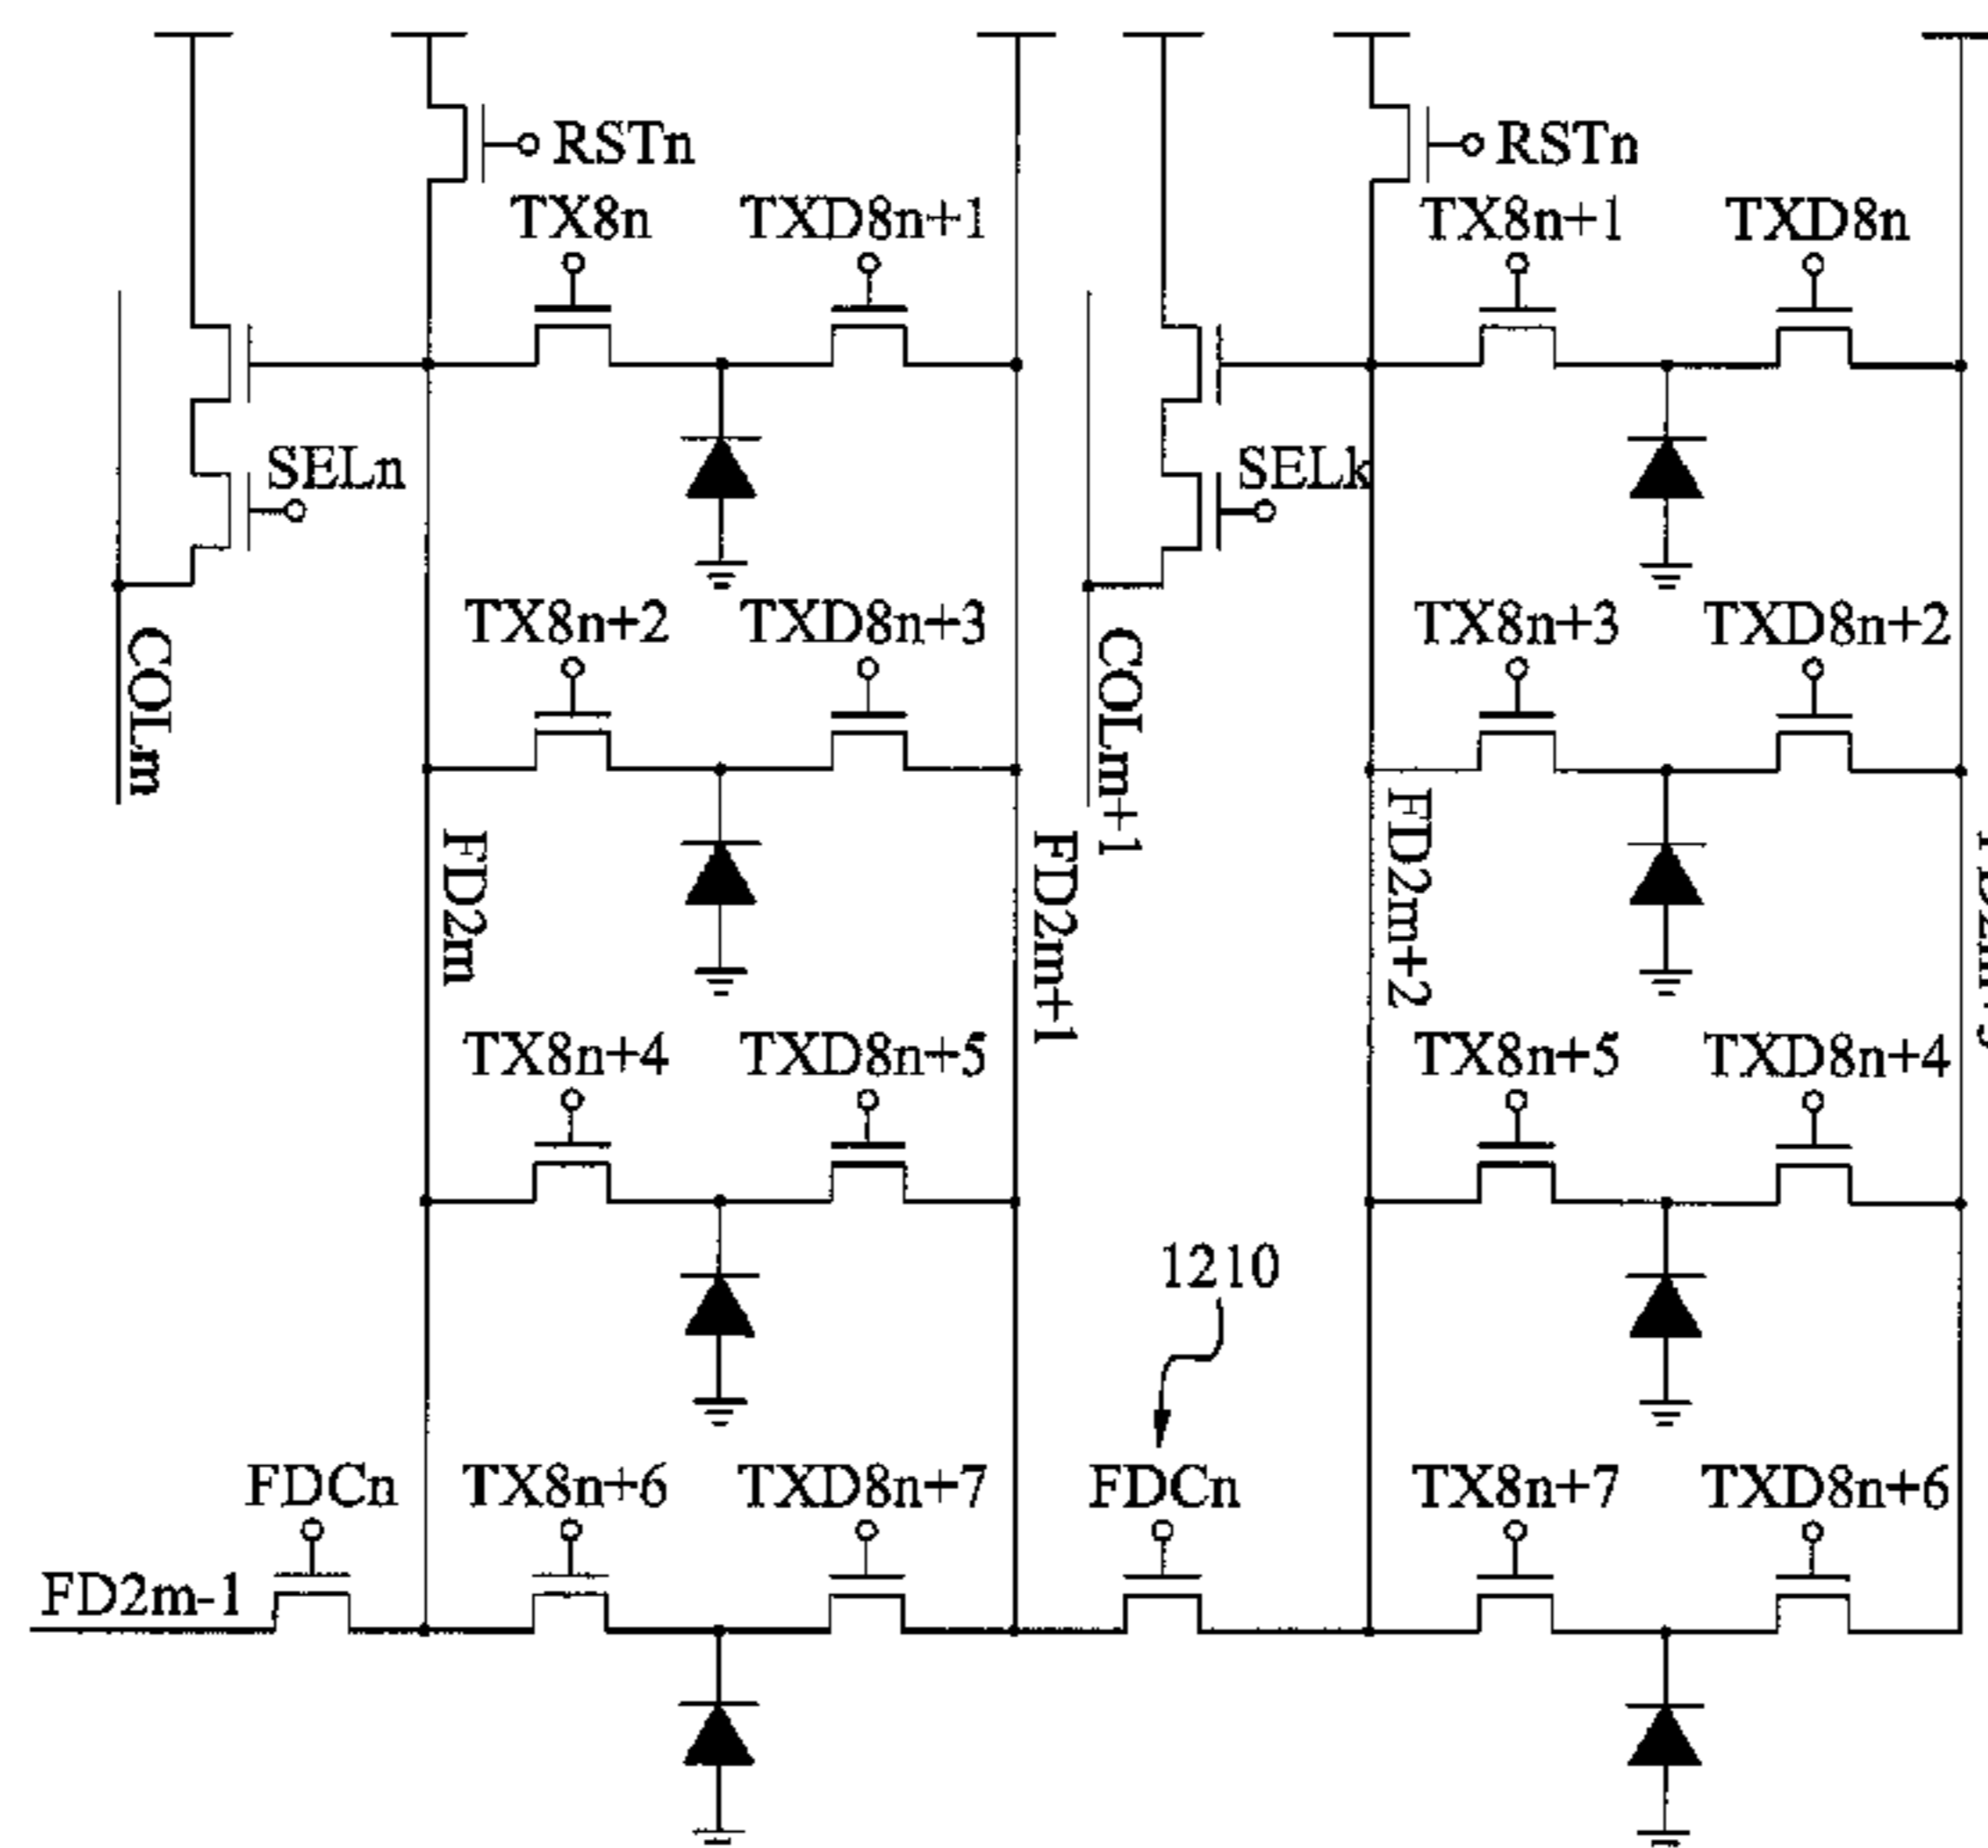 RSTn
RSTn
TX8n
TXD8n+1
TX8n+1
TXD8n
SELn
SELk
TX8n+2
TXD8n+3
TX8n+3
TXD8n+2
COLm
COLm+1
FD2m
FD2m+1
FD2m+2
TX8n+4
TXD8n+5
TX8n+5
TXD8n+4
1210
FDCn
TX8n+6
TXD8n+7
FDCn
TX8n+7
TXD8n+6
FD2m-1